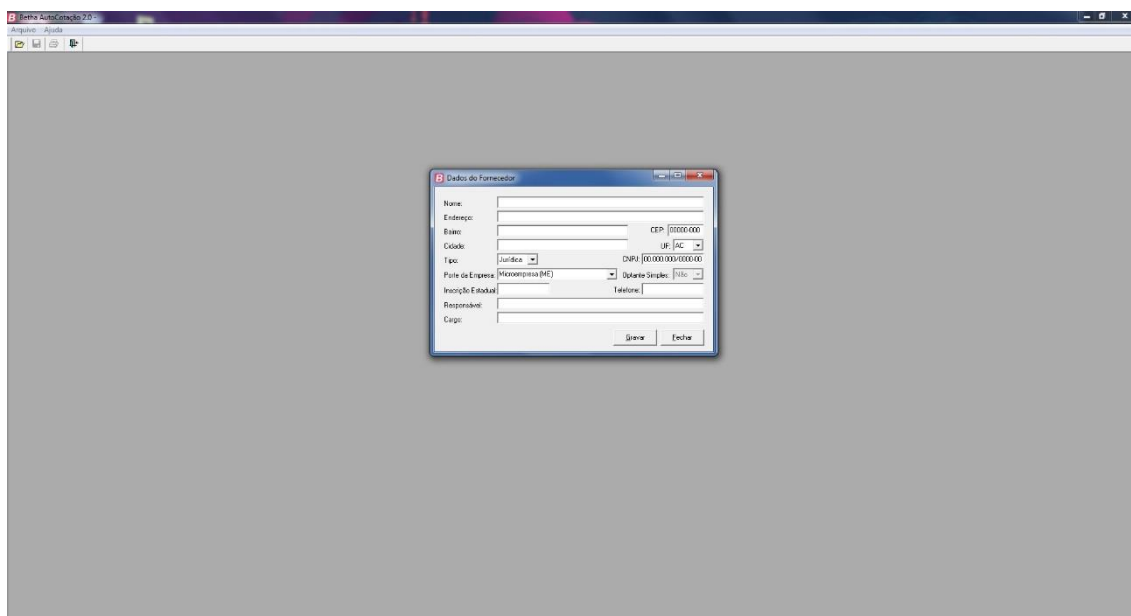 B Betha AutoCotação 2.0 -
Arquivo Ajuda
B Dados do Fornecedor
Nome:
Endereço:
Bairro: CEP: 00000-000
Cidade: UF: AC
Tipo: Jurídica CNPJ: 00.000.000/0000-00
Porte da Empresa: Microempresa (ME) Optante Simples: Não
Inscrição Estadual: Telefone:
Responsável:
Cargo:
Gravar Fechar